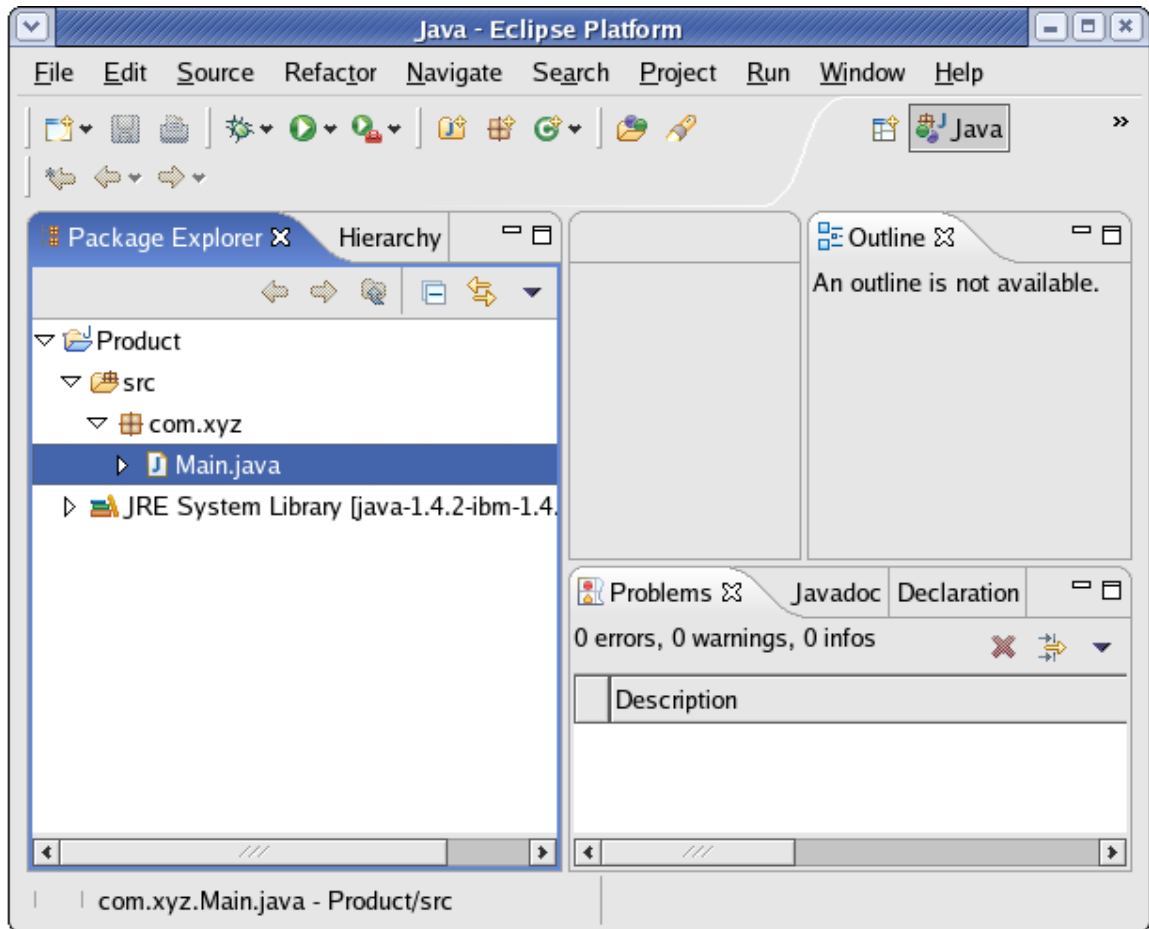 Java - Eclipse Platform
File Edit Source Refactor Navigate Search Project Run Window Help
Java »
Package Explorer Hierarchy
Outline
An outline is not available.
Product
src
com.xyz
Main.java
JRE System Library [java-1.4.2-ibm-1.4.
Problems Javadoc Declaration
0 errors, 0 warnings, 0 infos
Description
com.xyz.Main.java - Product/src